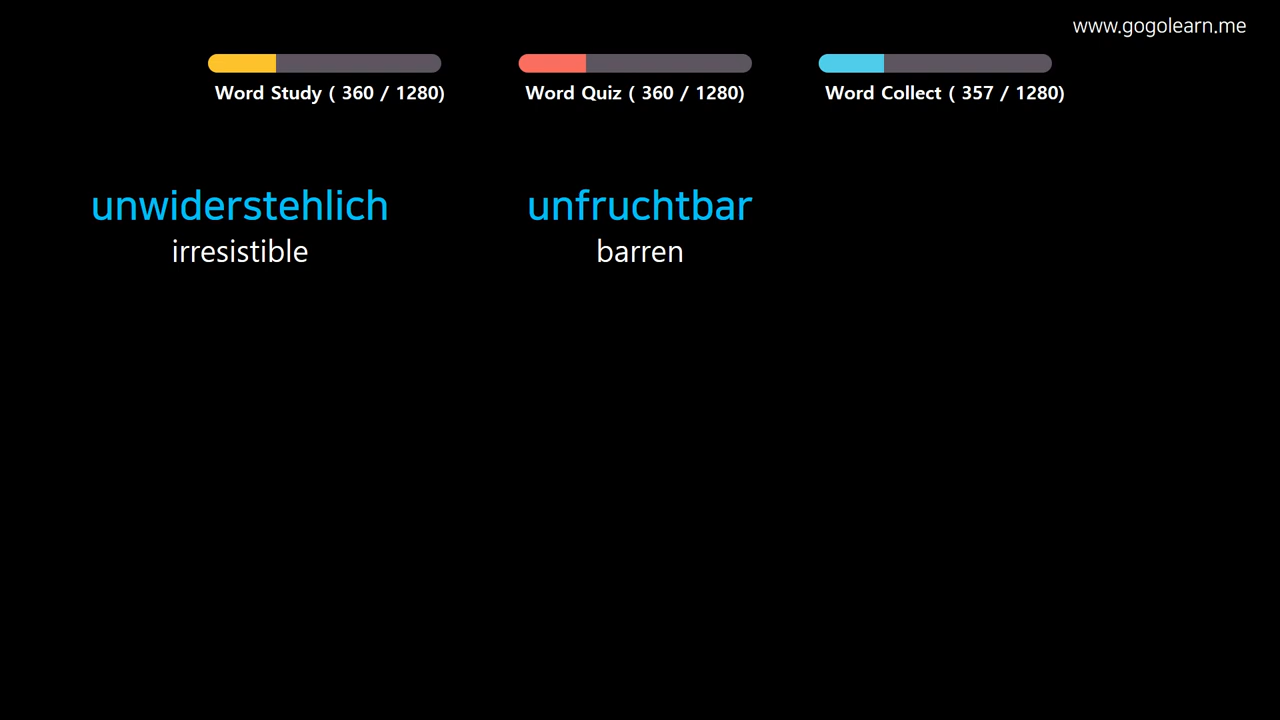 www.gogolearn.me
Word Study ( 360 / 1280)
Word Quiz ( 360 / 1280)
Word Collect ( 357 / 1280)
unwiderstehlich
irresistible
unfruchtbar
barren